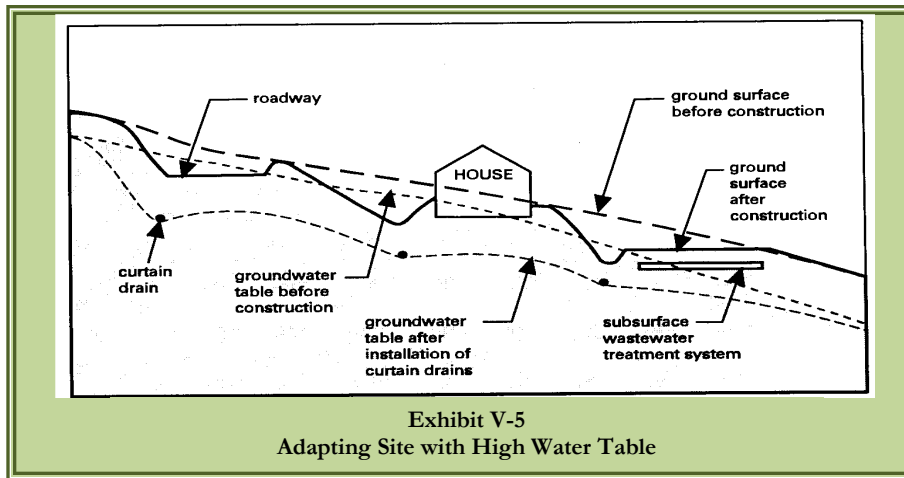 roadway
ground surface
before construction
HOUSE
ground
surface
after
construction
curtain
drain
groundwater
table before
construction
groundwater
table after
installation of
curtain drains
subsurface
wastewater
treatment system
Exhibit V-5
Adapting Site with High Water Table